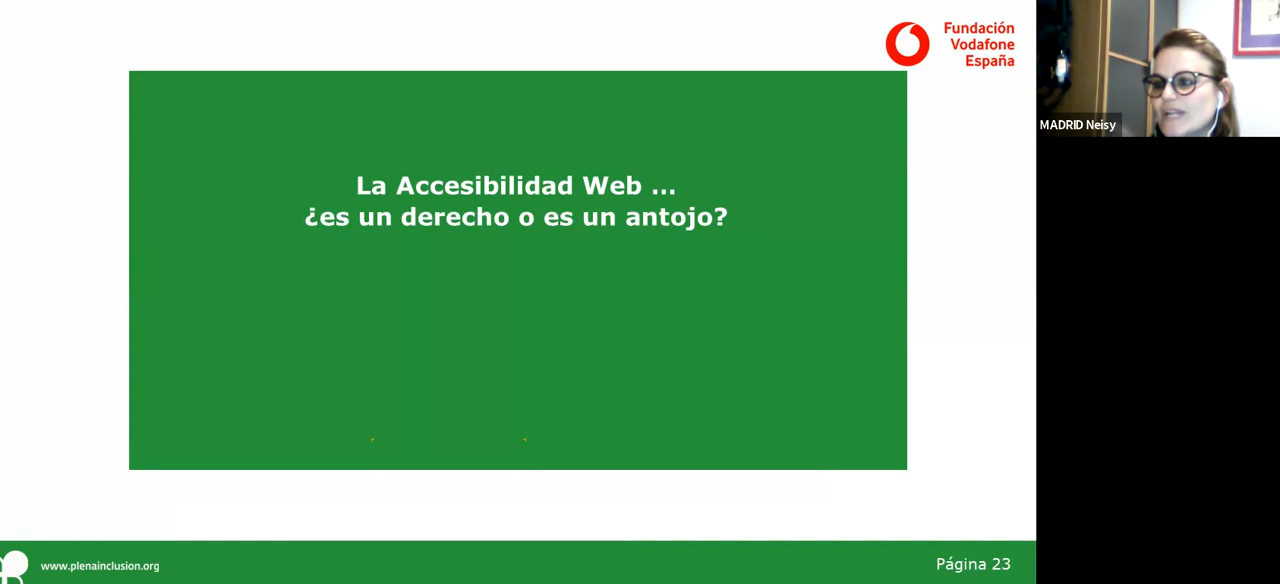 Fundación
Vodafone
España
MADRID Neisy
La Accesibilidad Web ...
¿es un derecho o es un antojo?
www.plenainclusion.org
Página 23